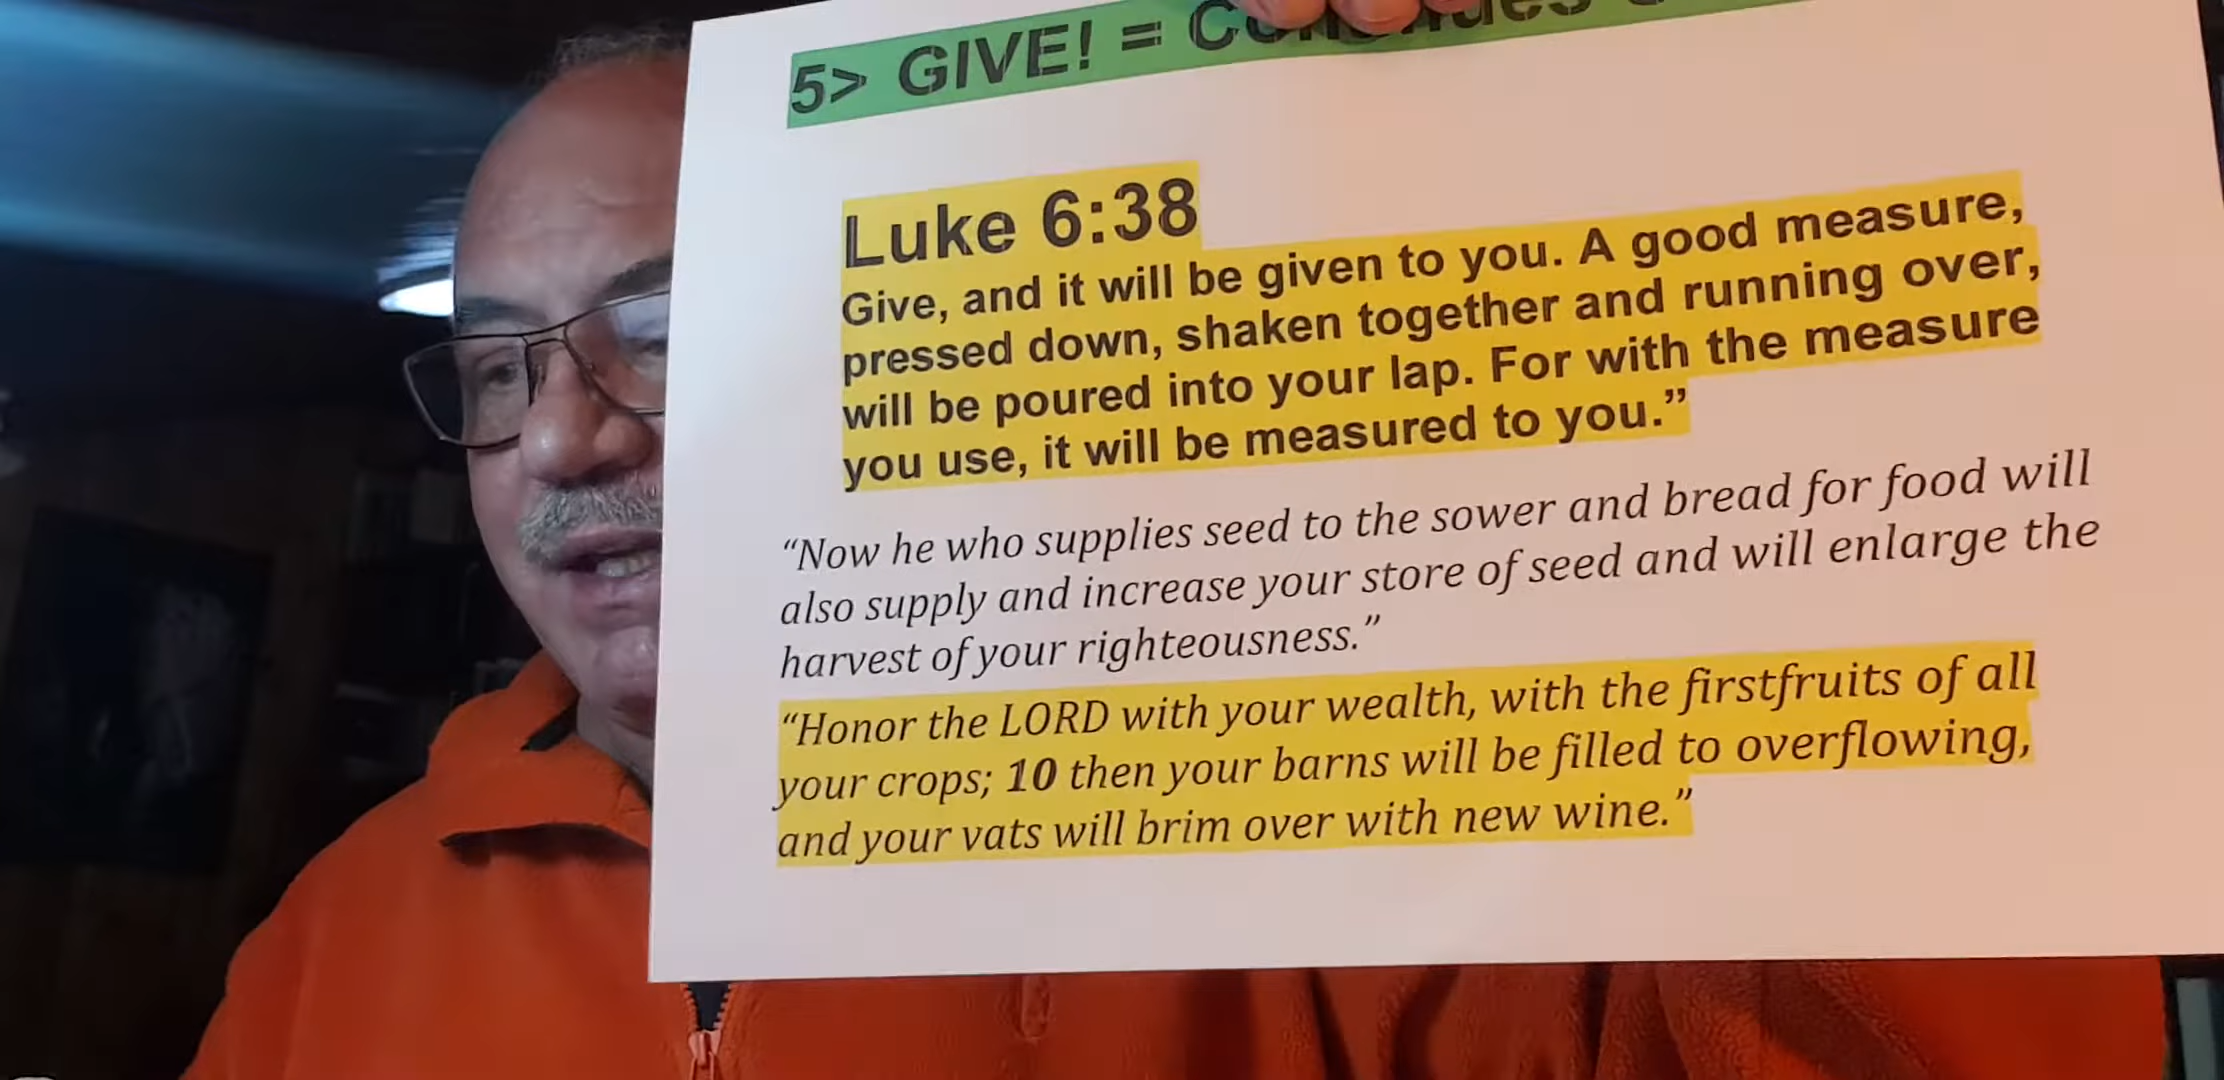 5> GIVE! =
Luke 6:38
Give, and it will be given to you. A good measure,
pressed down, shaken together and running over,
will be poured into your lap. For with the measure
you use, it will be measured to you.”
“Now he who supplies seed to the sower and bread for food will
also supply and increase your store of seed and will enlarge the
harvest of your righteousness.”
“Honor the LORD with your wealth, with the firstfruits of all
your crops; 10 then your barns will be filled to overflowing,
and your vats will brim over with new wine.”